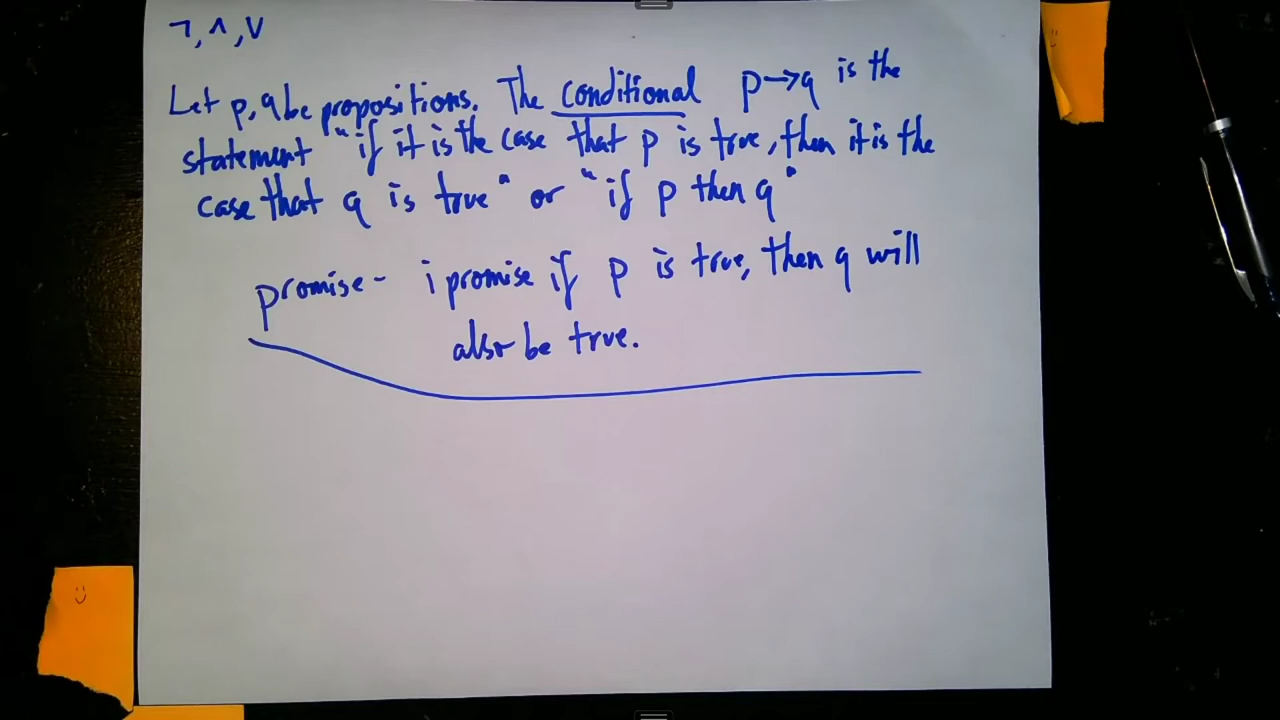 ¬, ∧, ∨
Let p, q be propositions. The conditional p→q is the
statement "if it is the case that p is true, then it is the
case that q is true" or "if p then q"
promise - i promise if p is true, then q will
also be true.